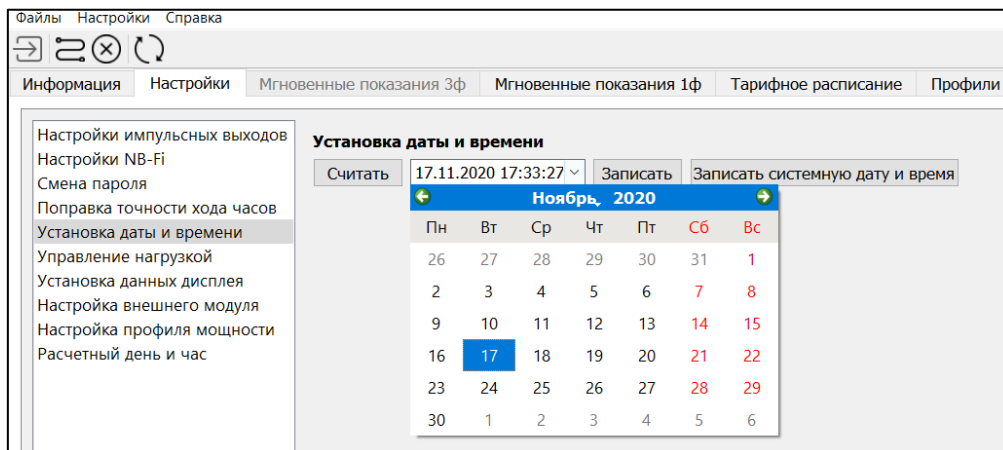 Файлы Настройки Справка
Информация Настройки Мгновенные показания 3ф Мгновенные показания 1ф Тарифное расписание Профили
Настройки импульсных выходов
Настройки NB-Fi
Смена пароля
Поправка точности хода часов
Установка даты и времени
Управление нагрузкой
Установка данных дисплея
Настройка внешнего модуля
Настройка профиля мощности
Расчетный день и час
Установка даты и времени
Считать 17.11.2020 17:33:27 Записать Записать системную дату и время
Ноябрь, 2020
Пн Вт Ср Чт Пт Сб Вс
26 27 28 29 30 31 1
2 3 4 5 6 7 8
9 10 11 12 13 14 15
16 17 18 19 20 21 22
23 24 25 26 27 28 29
30 1 2 3 4 5 6